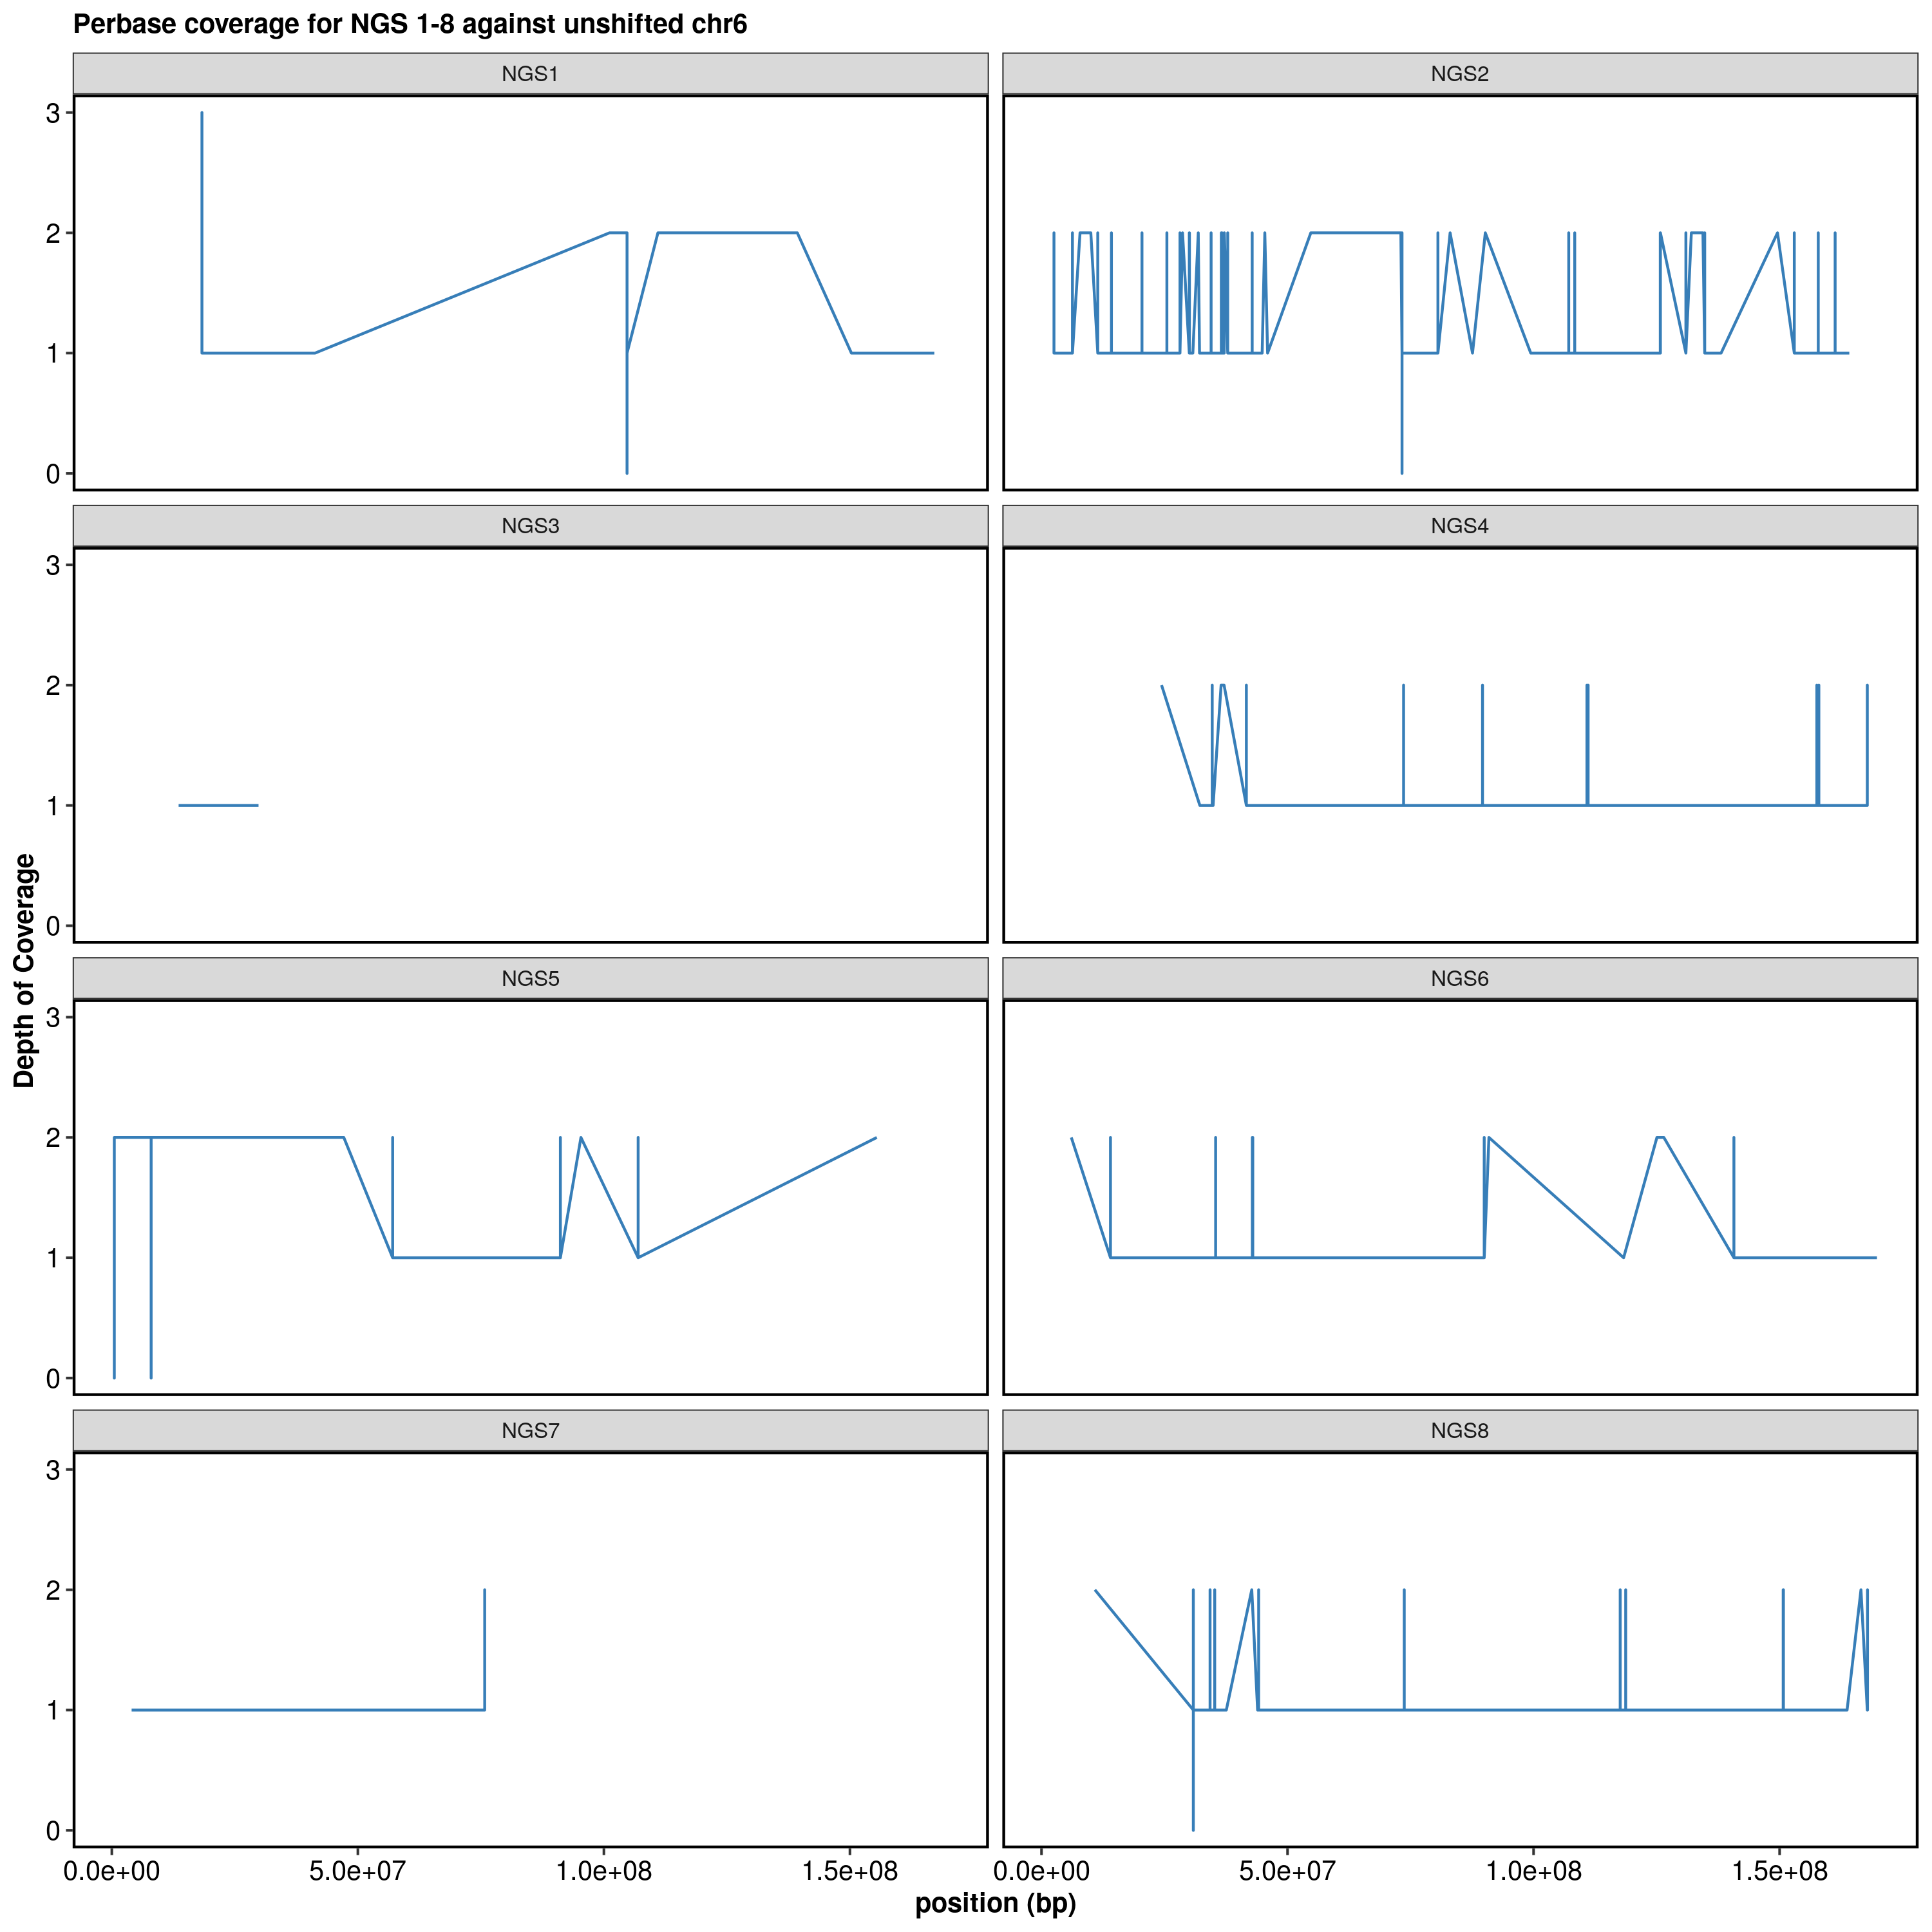 Perbase coverage for NGS 1-8 against unshifted chr6
NGS1
NGS2
3
2
1
0
NGS3
NGS4
3
2
1
0
Depth of Coverage
NGS5
NGS6
3
2
1
0
NGS7
NGS8
3
2
1
0
0.0e+00 5.0e+07 1.0e+08 1.5e+08
0.0e+00 5.0e+07 1.0e+08 1.5e+08
position (bp)